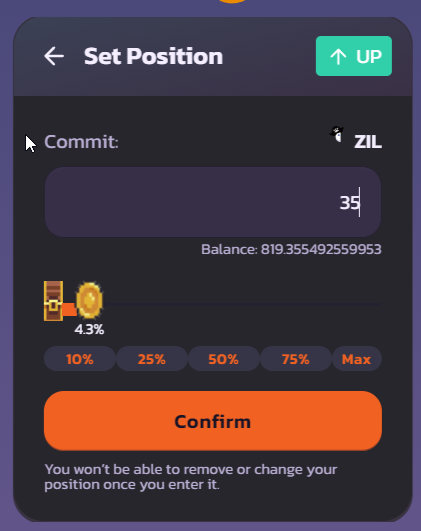 ← Set Position ↑ UP
Commit: ZIL
35
Balance: 819.355492559953
4.3%
10% 25% 50% 75% Max
Confirm
You won't be able to remove or change your
position once you enter it.